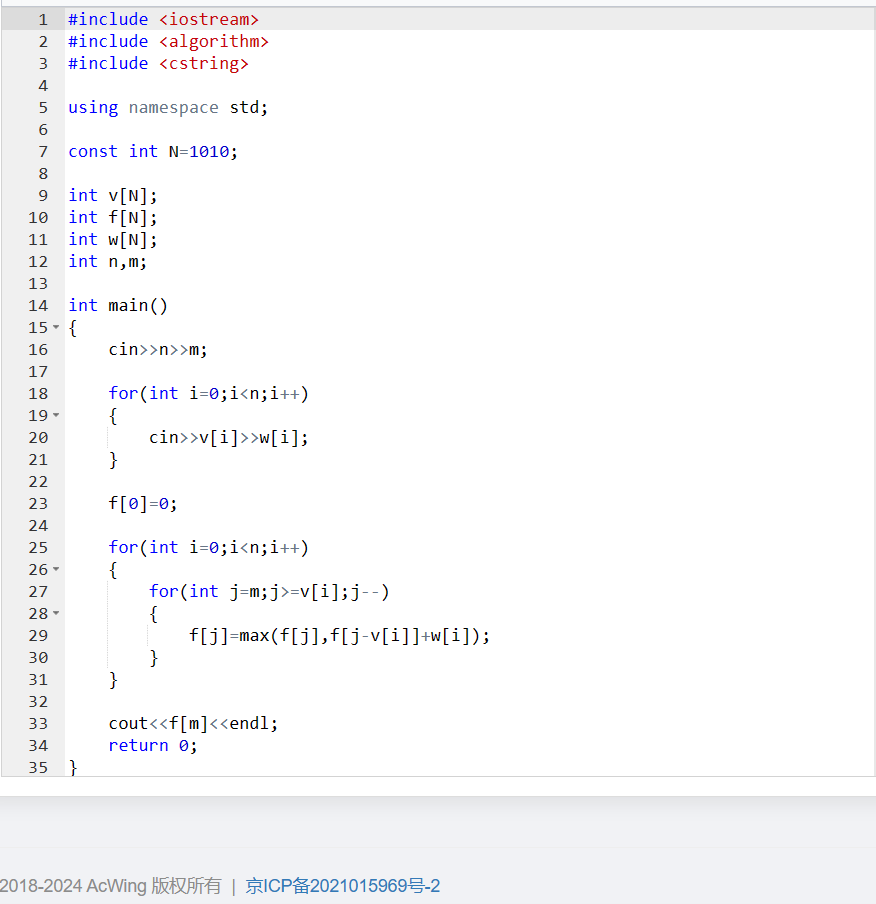 1 #include <iostream>
2 #include <algorithm>
3 #include <cstring>
4
5 using namespace std;
6
7 const int N=1010;
8
9 int v[N];
10 int f[N];
11 int w[N];
12 int n,m;
13
14 int main()
15 {
16     cin>>n>>m;
17
18     for(int i=0;i<n;i++)
19     {
20         cin>>v[i]>>w[i];
21     }
22
23     f[0]=0;
24
25     for(int i=0;i<n;i++)
26     {
27         for(int j=m;j>=v[i];j--)
28         {
29             f[j]=max(f[j],f[j-v[i]]+w[i]);
30         }
31     }
32
33     cout<<f[m]<<endl;
34     return 0;
35 }
2018-2024 AcWing 版权所有 | 京ICP备2021015969号-2